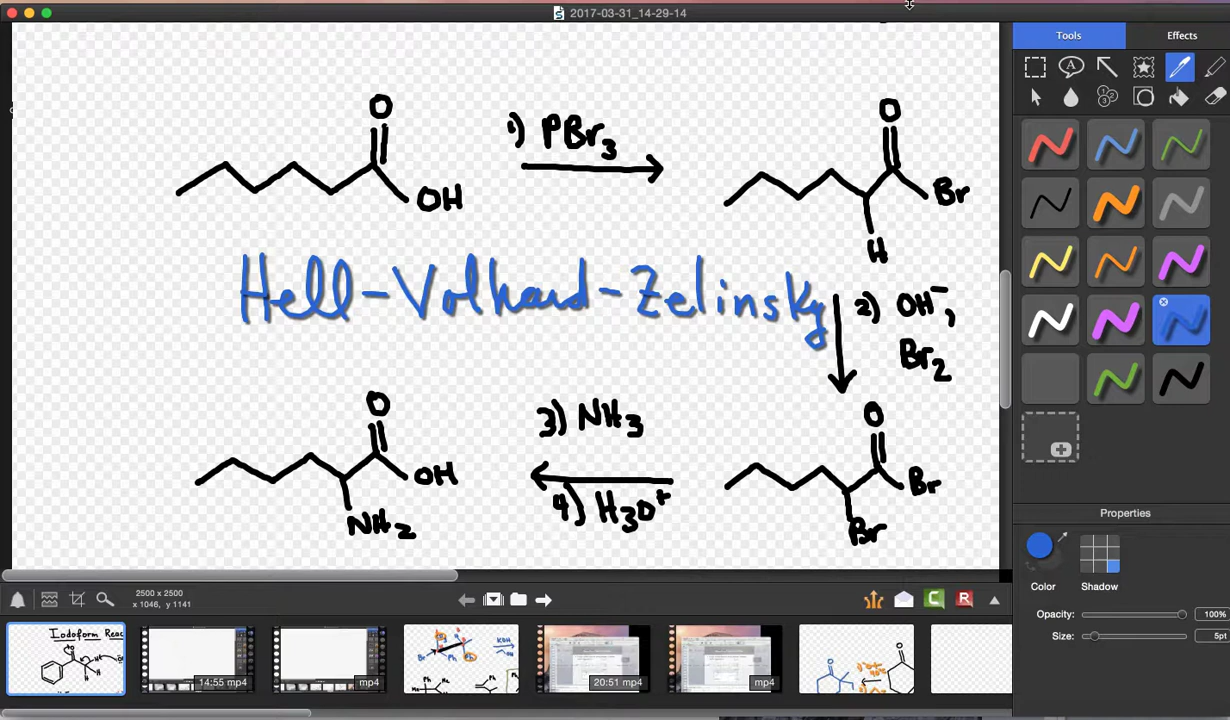 2017-03-31_14-29-14
Tools
Effects
O
OH
1) PBr3
O
Br
H
Hell-Volhard-Zelinsky
2) OH⁻,
Br2
O
OH
NH2
3) NH3
4) H3O+
O
Br
Br
Properties
Color
Shadow
Opacity:
100%
Size:
5pt
2500 x 2500
x 1046, y 1141
Iodoform Reac
14:55 mp4
mp4
20:51 mp4
mp4